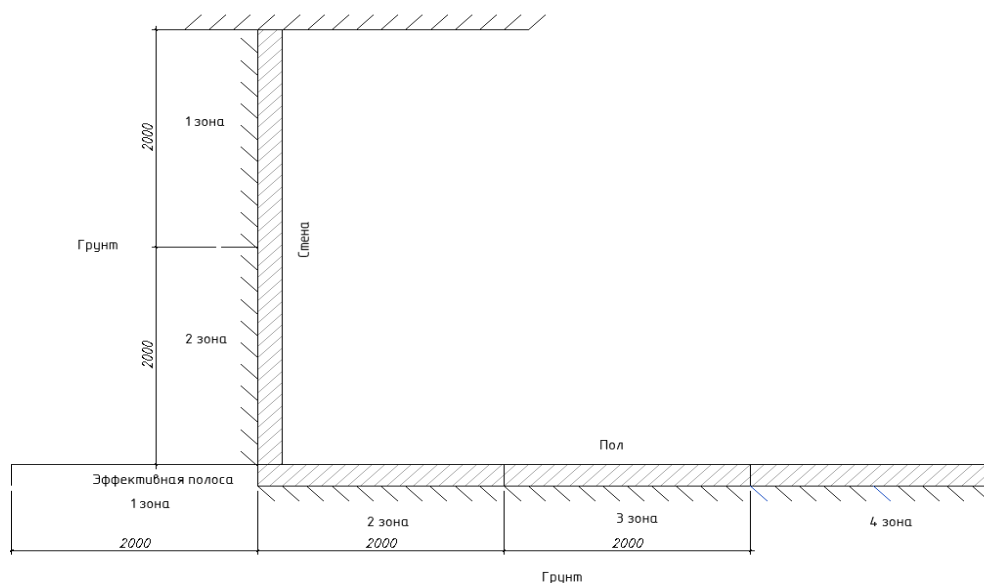 1 зона
2000
Стена
Грунт
2 зона
2000
Пол
Эффективная полоса
1 зона
2 зона
3 зона
4 зона
2000
2000
2000
Грунт